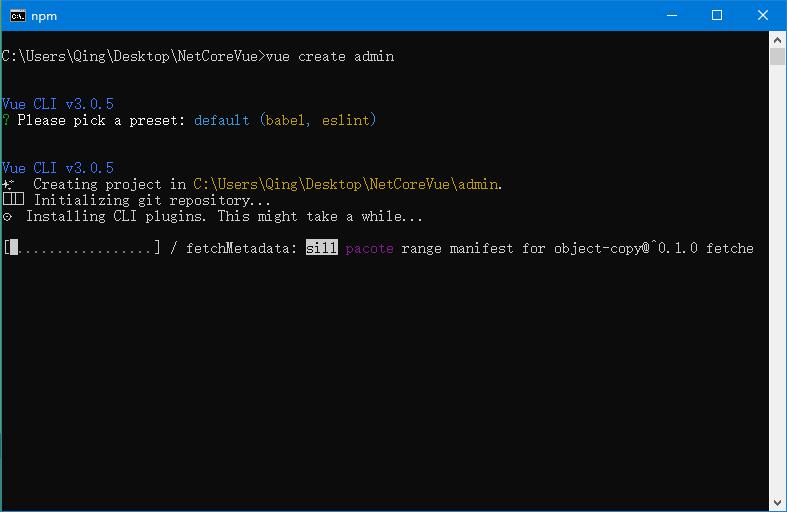 npm
C:\Users\Qing\Desktop\NetCoreVue>vue create admin
Vue CLI v3.0.5
? Please pick a preset: default (babel, eslint)
Vue CLI v3.0.5
Creating project in C:\Users\Qing\Desktop\NetCoreVue\admin.
Initializing git repository...
Installing CLI plugins. This might take a while...
[ .................] / fetchMetadata: sill pacote range manifest for object-copy@^0.1.0 fetche